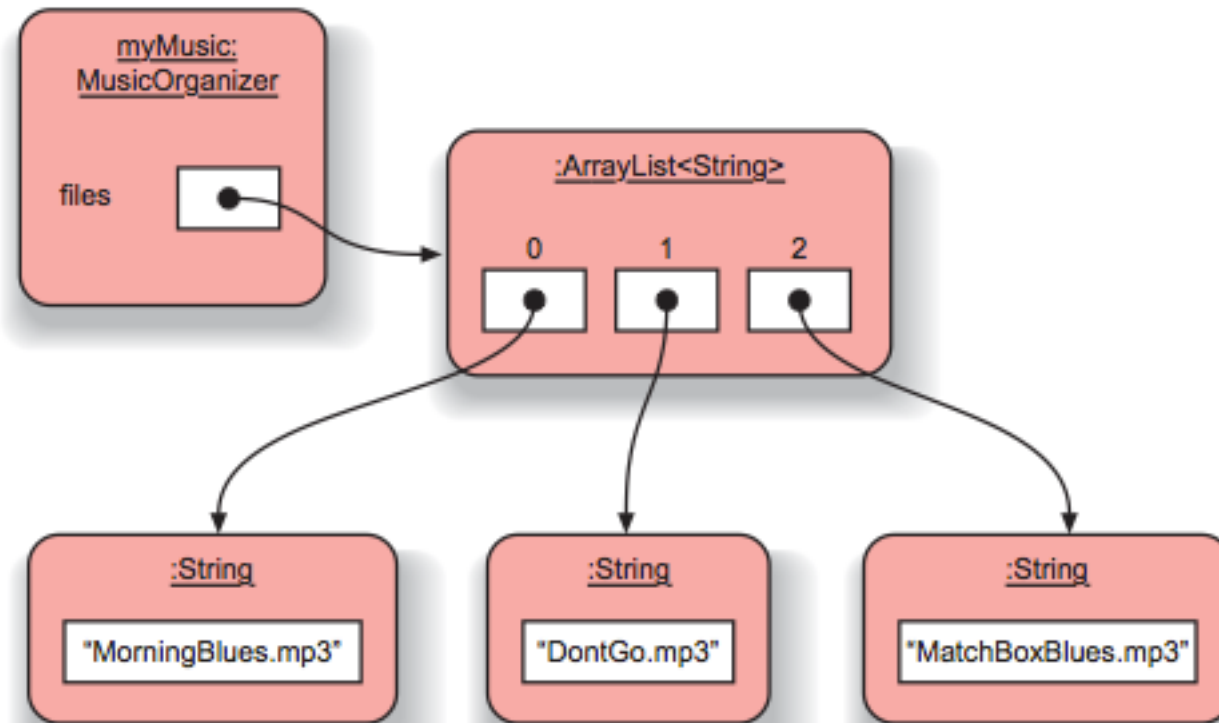 myMusic:
MusicOrganizer
files
:ArrayList<String>
0 1 2
:String
"MorningBlues.mp3"
:String
"DontGo.mp3"
:String
"MatchBoxBlues.mp3"